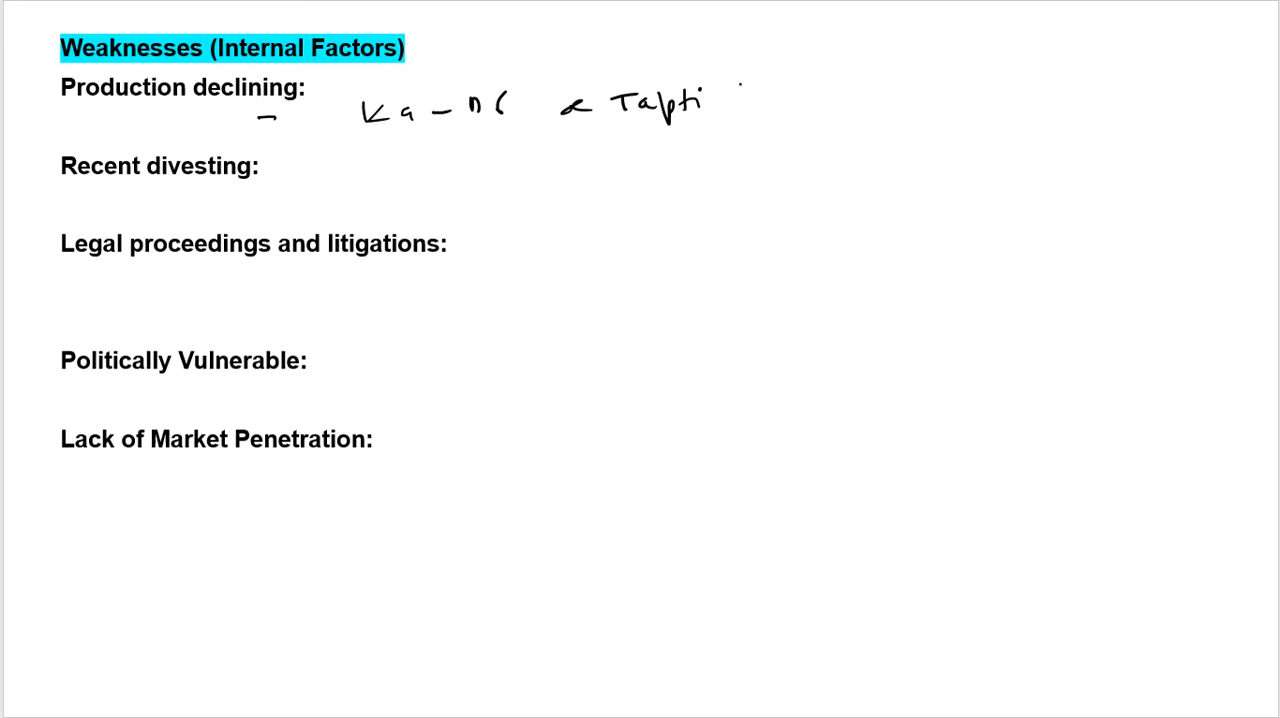 Weaknesses (Internal Factors)
Production declining:
- & Tapti
Recent divesting:
Legal proceedings and litigations:
Politically Vulnerable:
Lack of Market Penetration: